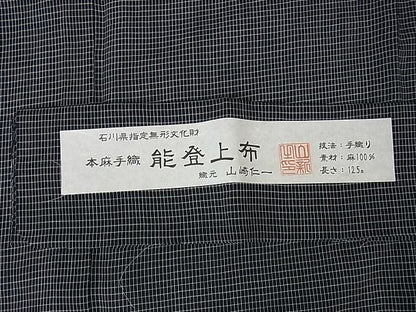 石川県指定無形文化財
本麻手織 能登上布
織元 山崎仁一
技法：手織り
素材：麻100%
長さ：12.5m